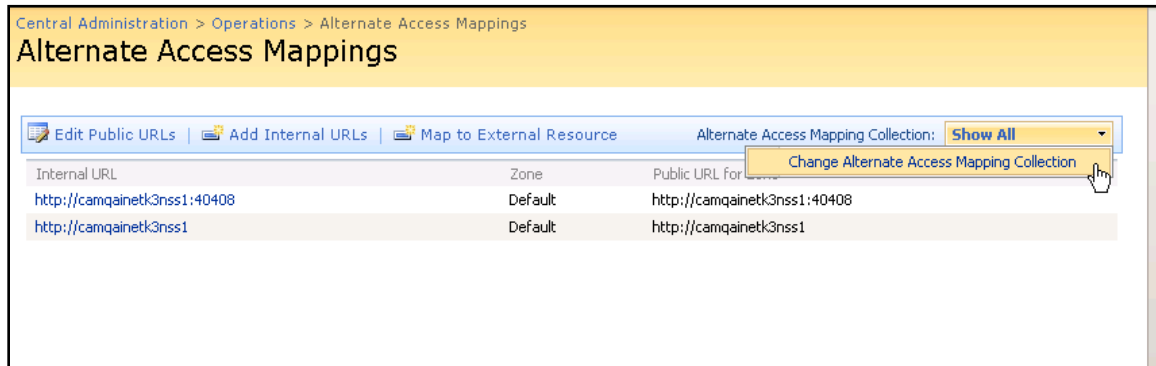 Central Administration > Operations > Alternate Access Mappings
Alternate Access Mappings
Edit Public URLs | Add Internal URLs | Map to External Resource Alternate Access Mapping Collection: Show All
Change Alternate Access Mapping Collection
Internal URL Zone Public URL for
http://camqainetk3nss1:40408 Default http://camqainetk3nss1:40408
http://camqainetk3nss1 Default http://camqainetk3nss1